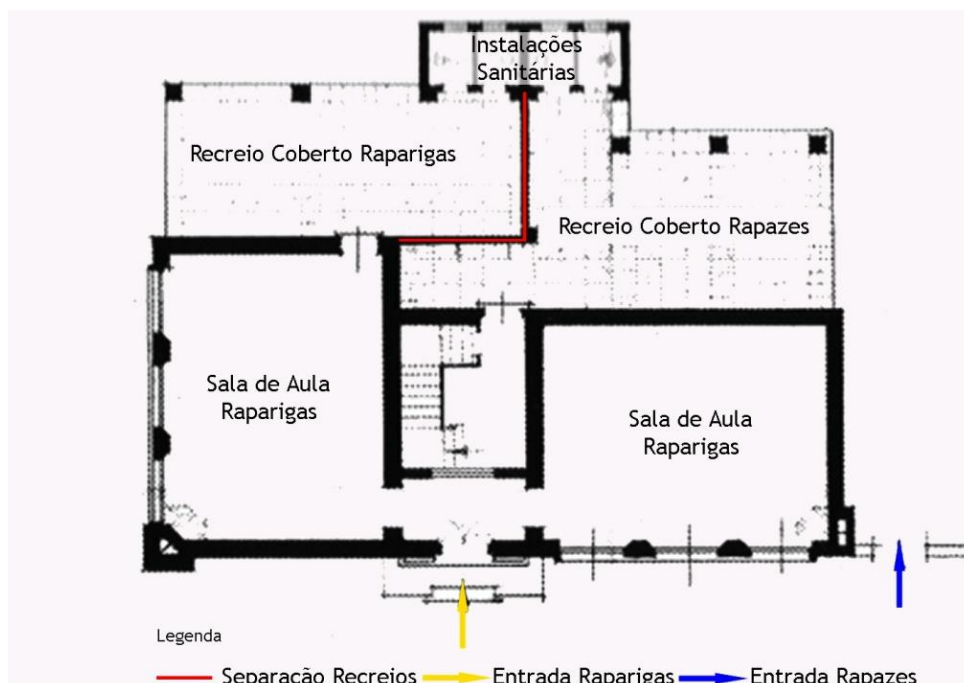 Instalações
Sanitárias
Recreio Coberto Raparigas
Recreio Coberto Rapazes
Sala de Aula
Raparigas
Sala de Aula
Raparigas
Legenda
Separação Recreios Entrada Raparigas Entrada Rapazes